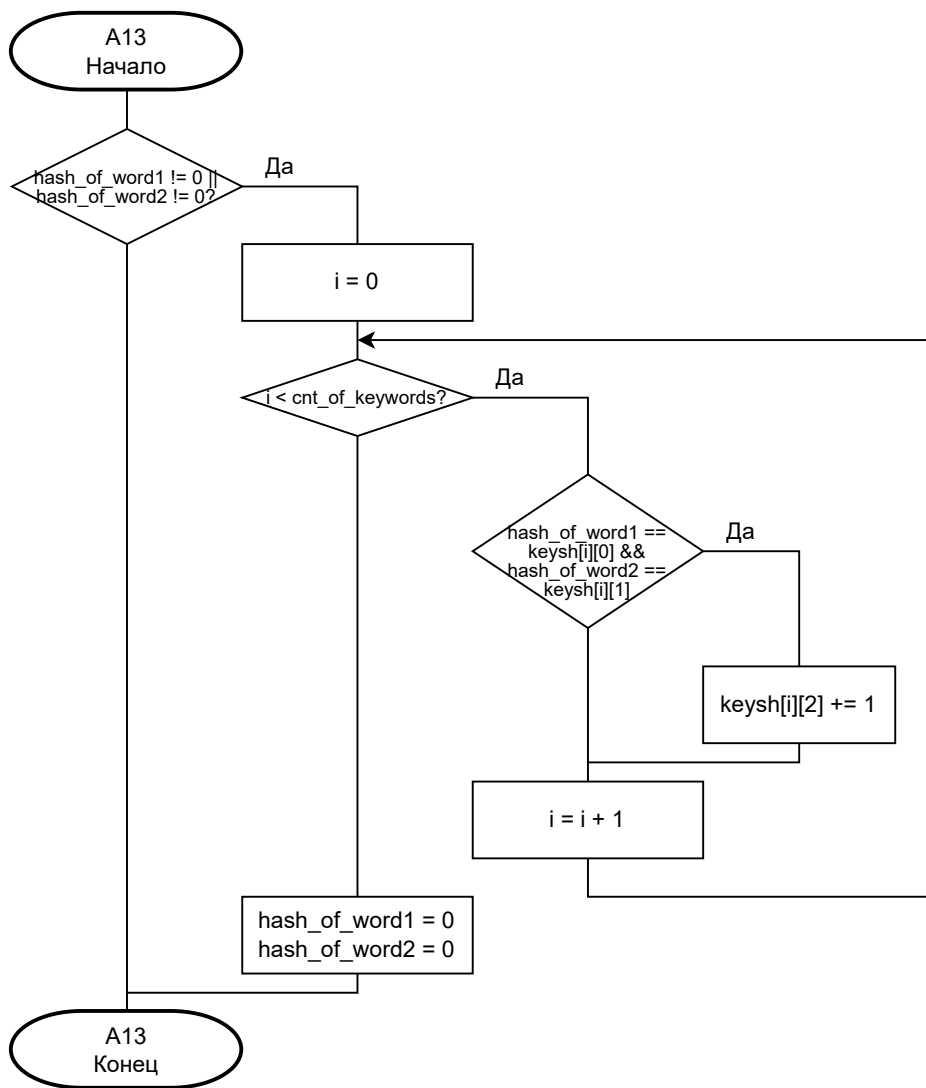 A13
Начало
hash_of_word1 != 0 ||
hash_of_word2 != 0?
Да
i = 0
i < cnt_of_keywords?
Да
hash_of_word1 ==
keysh[i][0] &&
hash_of_word2 ==
keysh[i][1]
Да
keysh[i][2] += 1
i = i + 1
hash_of_word1 = 0
hash_of_word2 = 0
A13
Конец